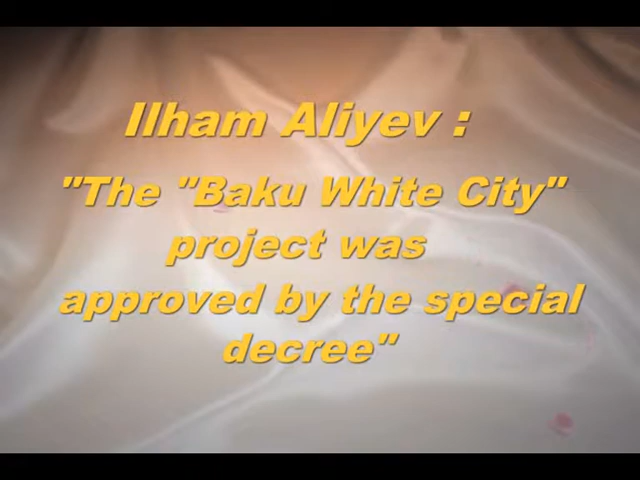 Ilham Aliyev :
"The "Baku White City"
project was
approved by the special
decree"